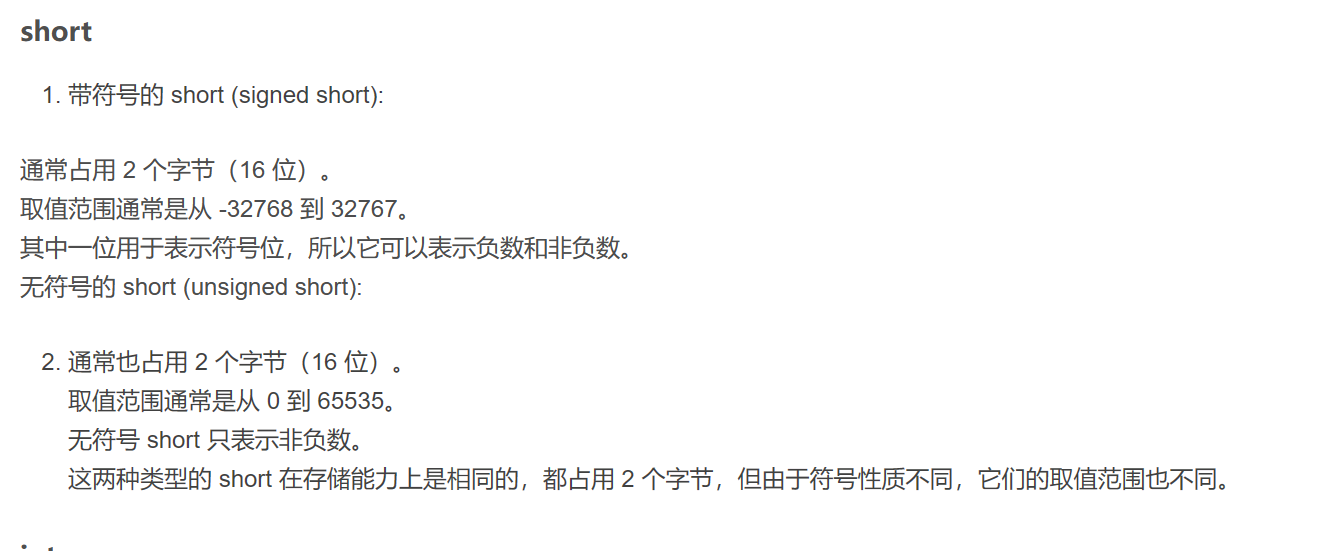 short
1. 带符号的 short (signed short):
通常占用 2 个字节（16 位）。
取值范围通常是从 -32768 到 32767。
其中一位用于表示符号位，所以它可以表示负数和非负数。
无符号的 short (unsigned short):
2. 通常也占用 2 个字节（16 位）。
取值范围通常是从 0 到 65535。
无符号 short 只表示非负数。
这两种类型的 short 在存储能力上是相同的，都占用 2 个字节，但由于符号性质不同，它们的取值范围也不同。